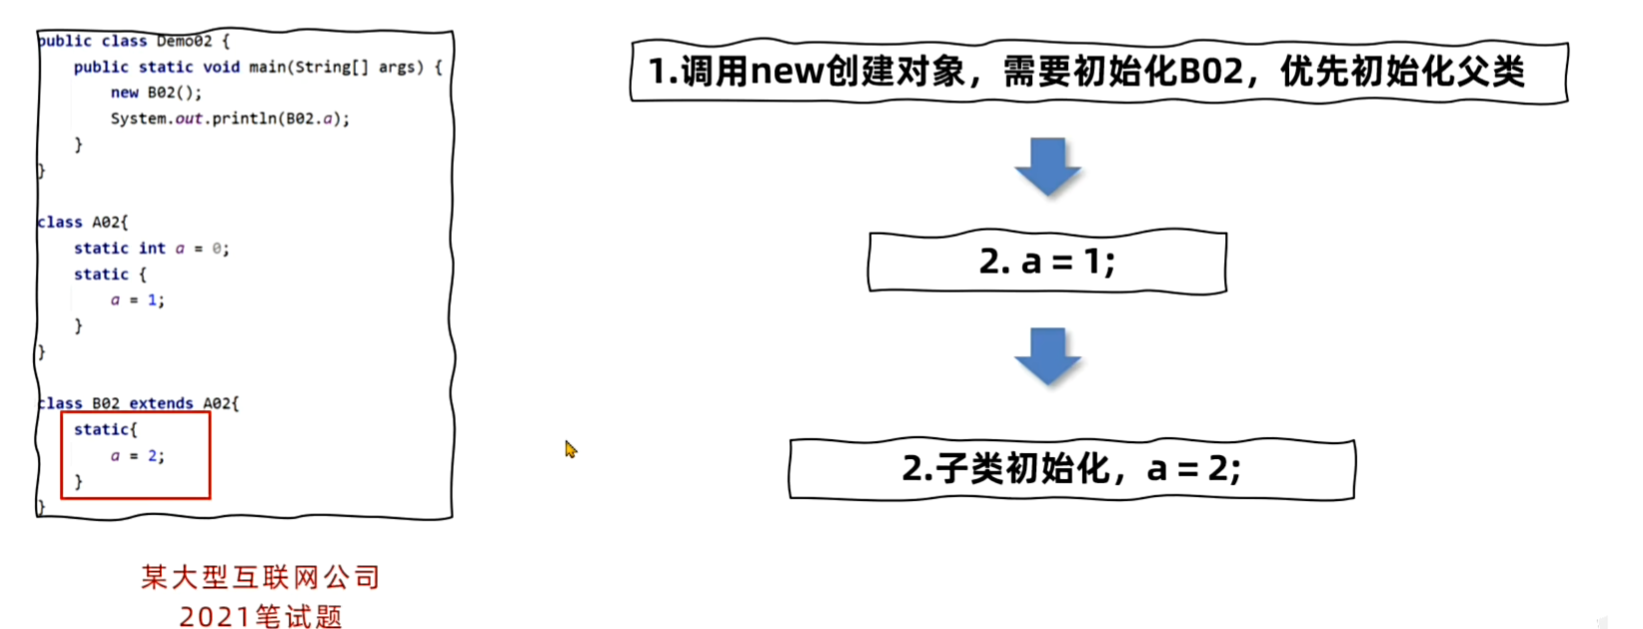 public class Demo02 {
public static void main(String[] args) {
new B02();
System.out.println(B02.a);
}
}
class A02{
static int a = 0;
static {
a = 1;
}
}
class B02 extends A02{
static{
a = 2;
}
}
某大型互联网公司
2021笔试题
1.调用new创建对象，需要初始化B02，优先初始化父类
2. a = 1;
2.子类初始化，a = 2;